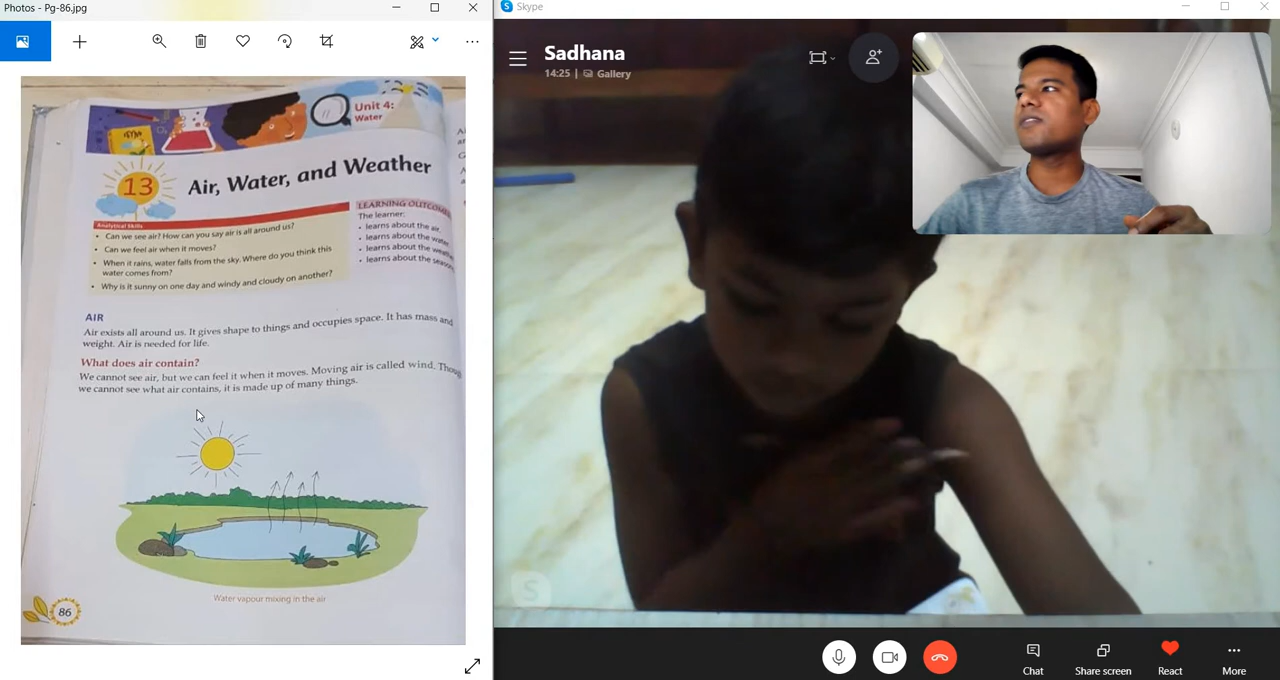 Photos - Pg-86.jpg
Unit 4:
Water
13
Air, Water, and Weather
Analytical Skills
• Can we see air? How can you say air is all around us?
• Can we feel air when it moves?
• When it rains, water falls from the sky. Where do you think this
water comes from?
• Why is it sunny on one day and windy and cloudy on another?
LEARNING OUTCOM
The learner:
• learns about the air.
• learns about the water
• learns about the weathe
• learns about the season
AIR
Air exists all around us. It gives shape to things and occupies space. It has mass and
weight. Air is needed for life.
What does air contain?
We cannot see air, but we can feel it when it moves. Moving air is called wind. Thoug
we cannot see what air contains, it is made up of many things.
Water vapour mixing in the air
86
Skype
Sadhana
14:25 | Gallery
Chat
Share screen
React
More